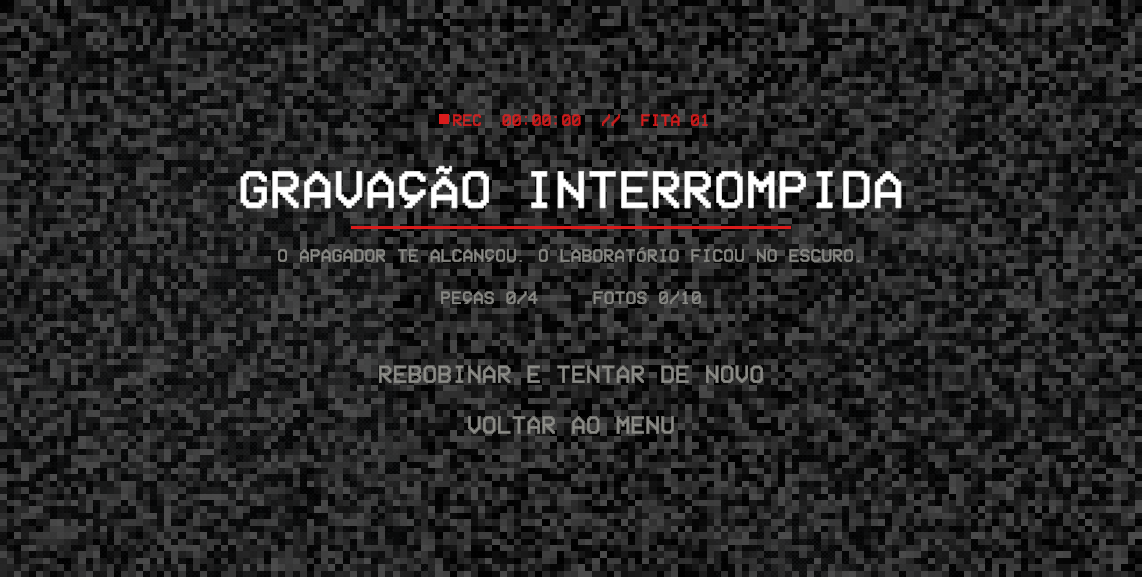 REC 00:00:00 // FITA 01
GRAVAÇÃO INTERROMPIDA
O APAGADOR TE ALCANÇOU. O LABORATÓRIO FICOU NO ESCURO.
PEÇAS 0/4 FOTOS 0/10
REBOBINAR E TENTAR DE NOVO
VOLTAR AO MENU